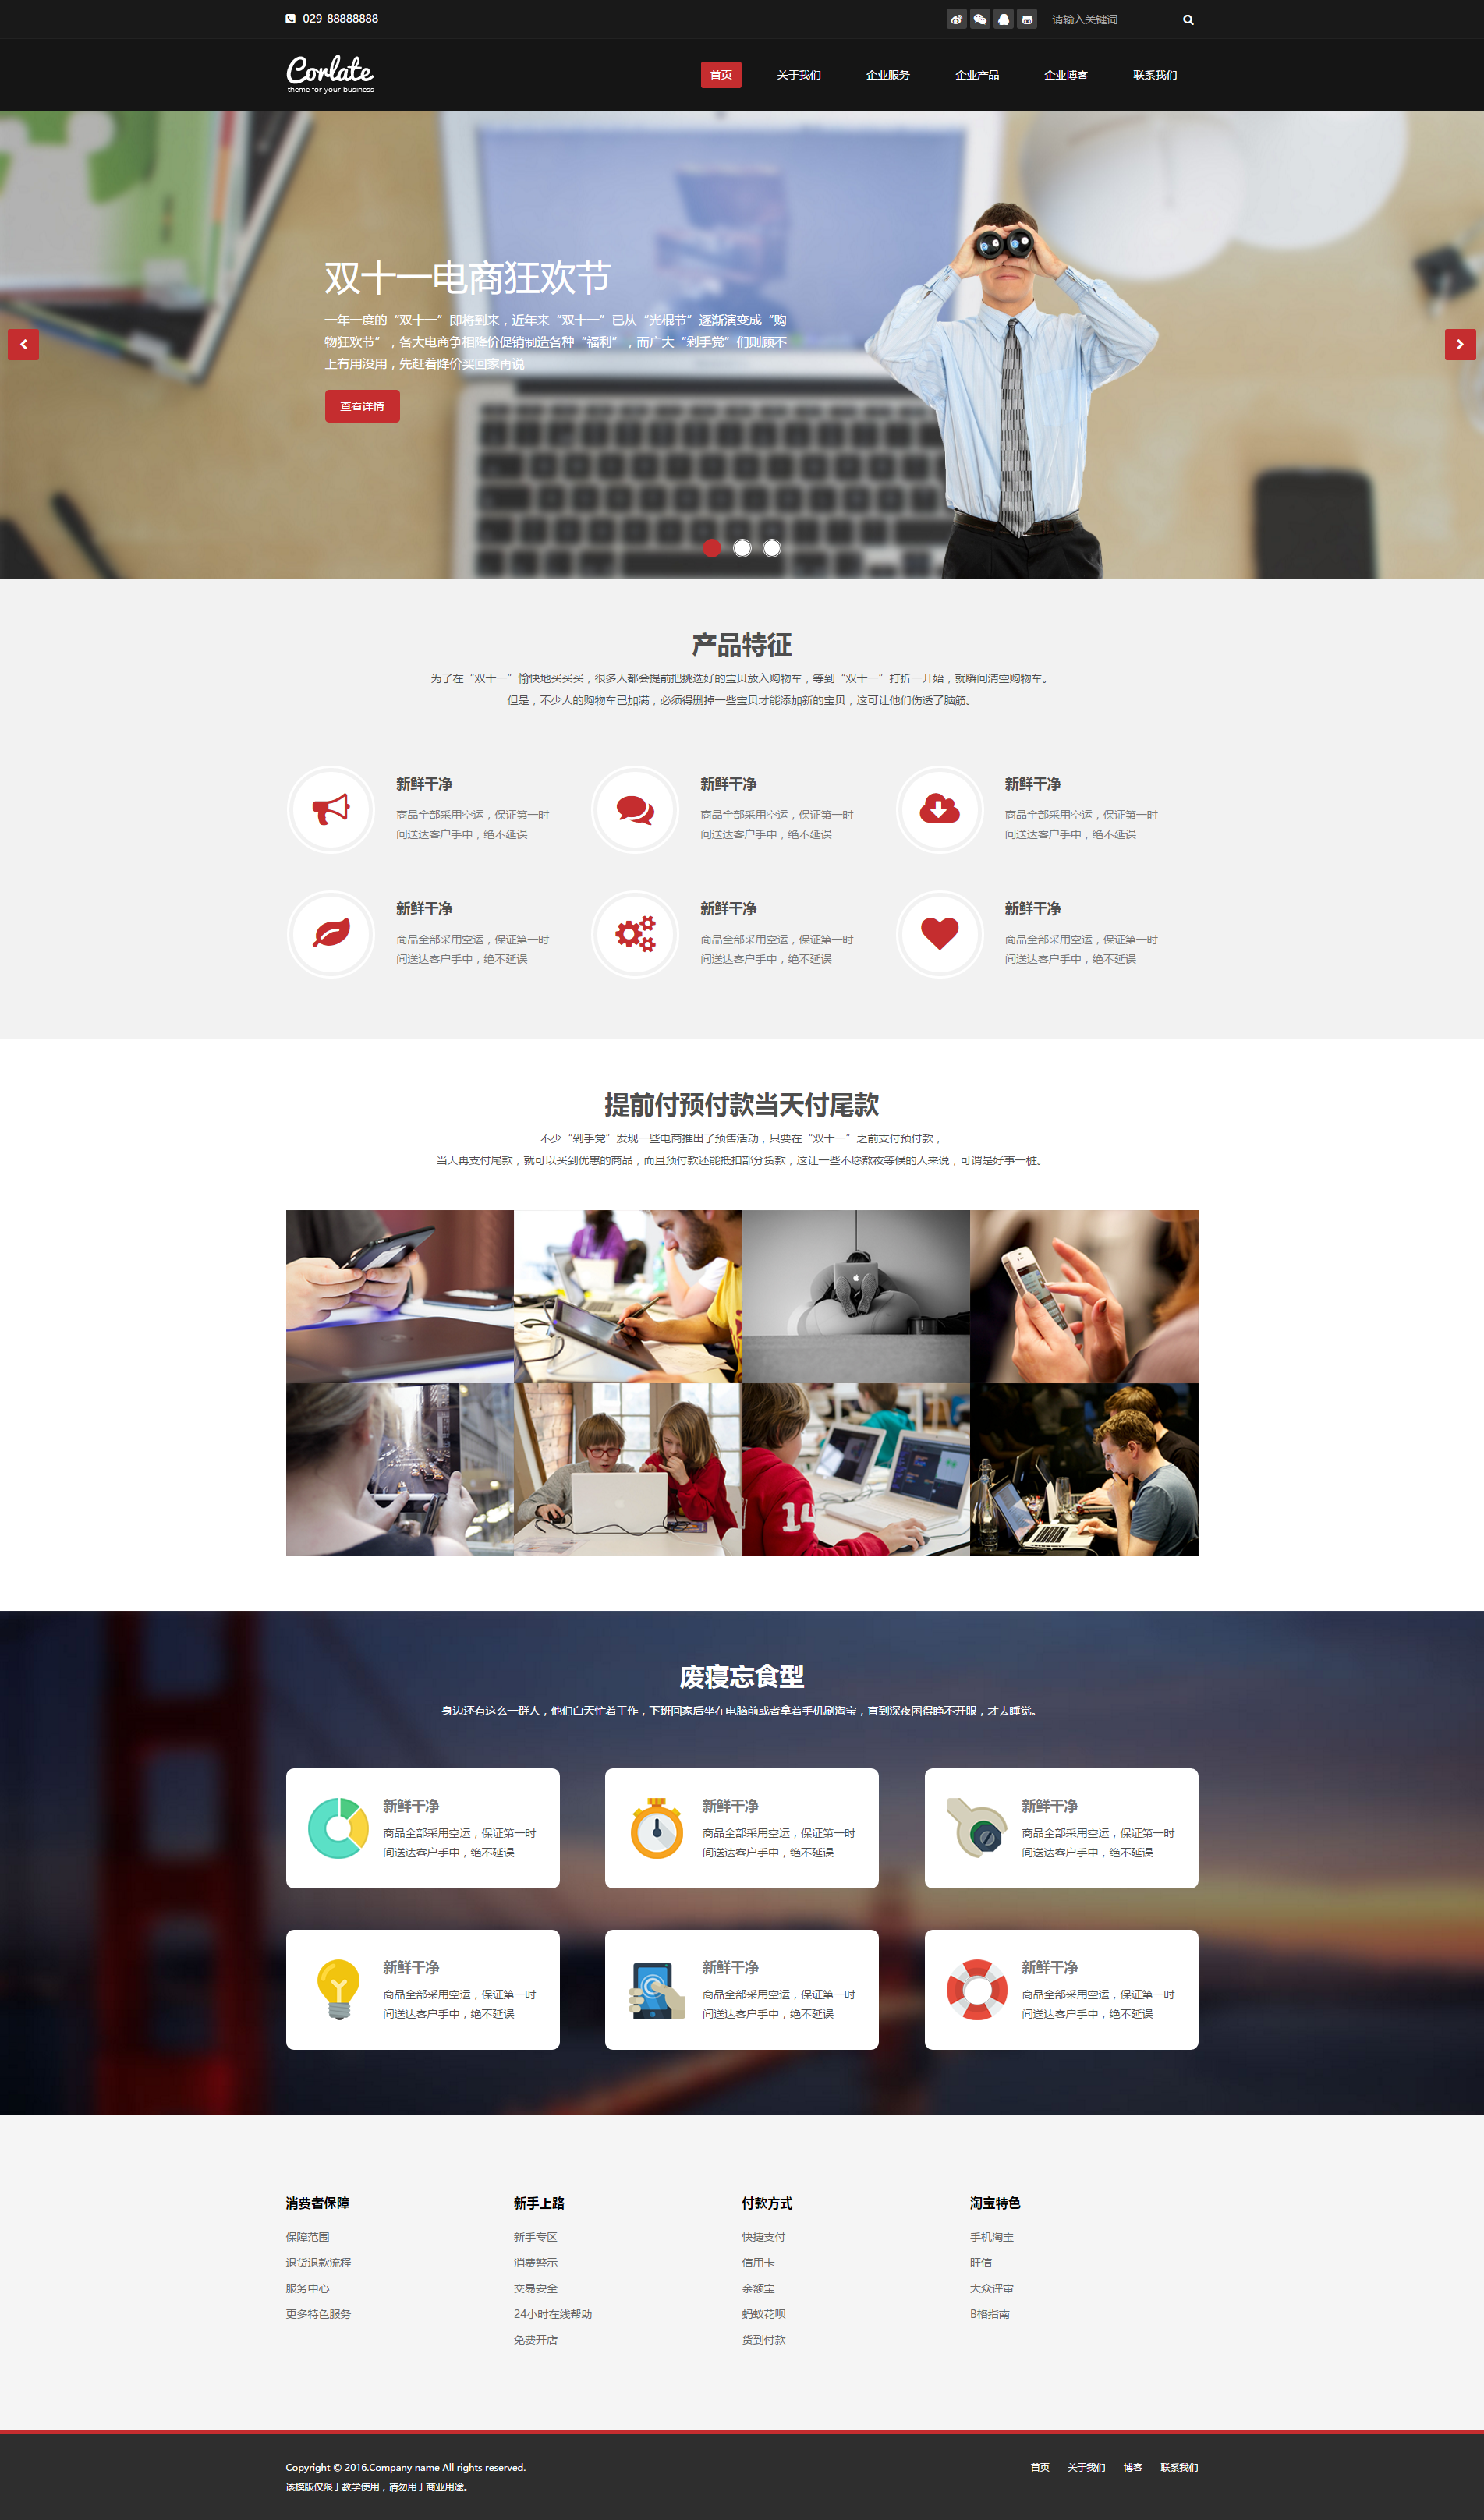 029-88888888
请输入关键词
Corlate
theme for your business
首页 关于我们 企业服务 企业产品 企业博客 联系我们
双十一电商狂欢节
一年一度的“双十一”即将到来，近年来“双十一”已从“光棍节”逐渐演变成“购
物狂欢节”，各大电商争相降价促销制造各种“福利”，而广大“剁手党”们则顾不
上有用没用，先赶着降价买回家再说
查看详情
产品特征
为了在“双十一”愉快地买买买，很多人都会提前把挑选好的宝贝放入购物车，等到“双十一”打折一开始，就瞬间清空购物车。
但是，不少人的购物车已加满，必须得删掉一些宝贝才能添加新的宝贝，这可让他们伤透了脑筋。
新鲜干净
商品全部采用空运，保证第一时
间送达客户手中，绝不延误
新鲜干净
商品全部采用空运，保证第一时
间送达客户手中，绝不延误
新鲜干净
商品全部采用空运，保证第一时
间送达客户手中，绝不延误
新鲜干净
商品全部采用空运，保证第一时
间送达客户手中，绝不延误
新鲜干净
商品全部采用空运，保证第一时
间送达客户手中，绝不延误
新鲜干净
商品全部采用空运，保证第一时
间送达客户手中，绝不延误
提前付预付款当天付尾款
不少“剁手党”发现一些电商推出了预售活动，只要在“双十一”之前支付预付款，
当天再支付尾款，就可以买到优惠的商品，而且预付款还能抵扣部分货款，这让一些不愿熬夜等候的人来说，可谓是好事一桩。
14
废寝忘食型
身边还有这么一群人，他们白天忙着工作，下班回家后坐在电脑前或者拿着手机刷淘宝，直到深夜困得睁不开眼，才去睡觉。
新鲜干净
商品全部采用空运，保证第一时
间送达客户手中，绝不延误
新鲜干净
商品全部采用空运，保证第一时
间送达客户手中，绝不延误
新鲜干净
商品全部采用空运，保证第一时
间送达客户手中，绝不延误
新鲜干净
商品全部采用空运，保证第一时
间送达客户手中，绝不延误
新鲜干净
商品全部采用空运，保证第一时
间送达客户手中，绝不延误
新鲜干净
商品全部采用空运，保证第一时
间送达客户手中，绝不延误
消费者保障
保障范围
退货退款流程
服务中心
更多特色服务
新手上路
新手专区
消费警示
交易安全
24小时在线帮助
免费开店
付款方式
快捷支付
信用卡
余额宝
蚂蚁花呗
货到付款
淘宝特色
手机淘宝
旺信
大众评审
B格指南
Copyright © 2016.Company name All rights reserved.
该模版仅限于教学使用，请勿用于商业用途。
首页 关于我们 博客 联系我们